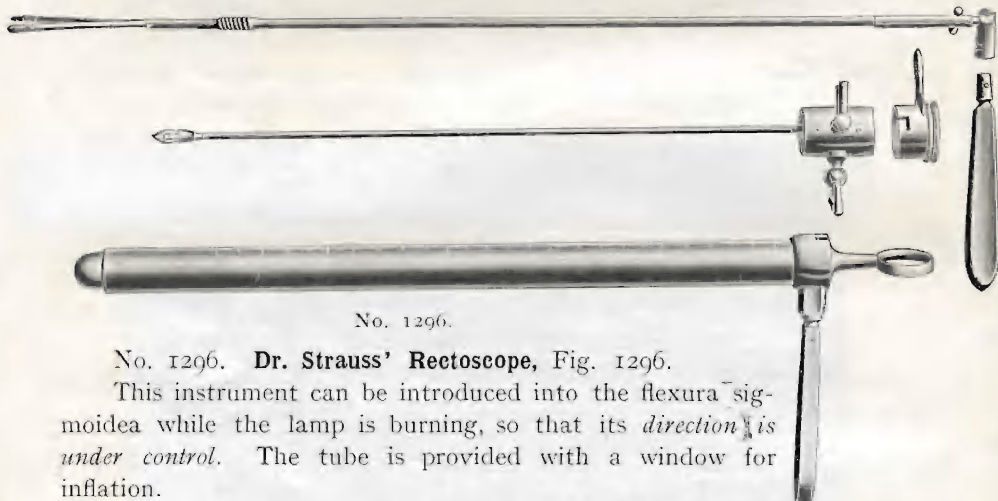 No. 1296.
No. 1296. Dr. Strauss' Rectoscope, Fig. 1296.
This instrument can be introduced into the flexura sig-
moidea while the lamp is burning, so that its direction is
under control. The tube is provided with a window for
inflation.